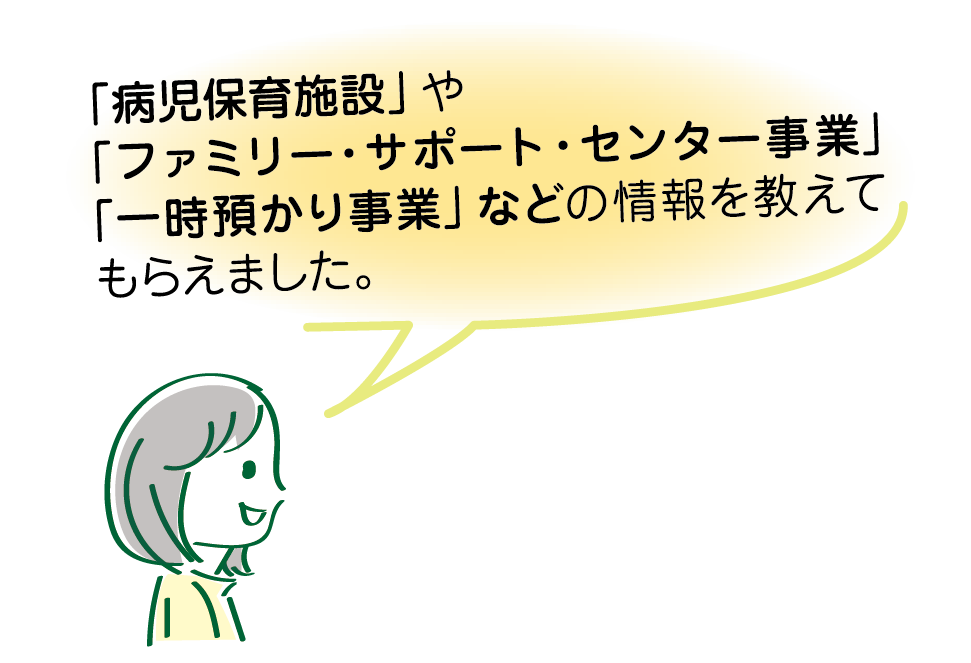 「病児保育施設」や
「ファミリー・サポート・センター事業」
「一時預かり事業」などの情報を教えて
もらえました。